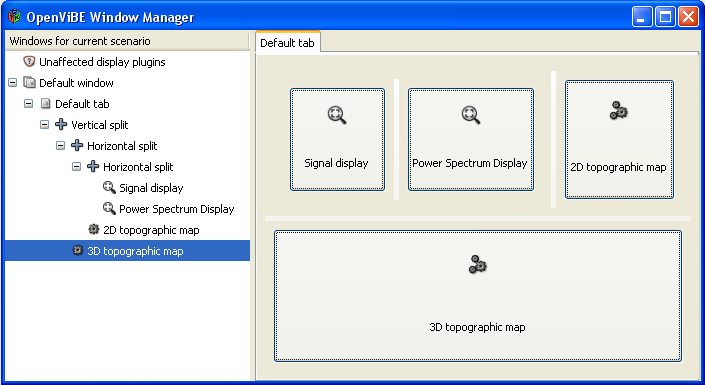 OpenViBE Window Manager
Windows for current scenario
Unaffected display plugins
Default window
Default tab
Vertical split
Horizontal split
Horizontal split
Signal display
Power Spectrum Display
2D topographic map
3D topographic map
Default tab
Signal display
Power Spectrum Display
2D topographic map
3D topographic map